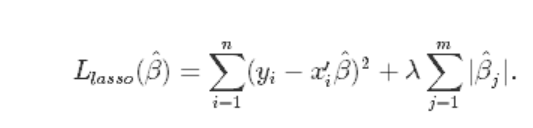 L_{lasso}(\hat{\beta}) = \sum_{i=1}^{n} (y_i - x_i' \hat{\beta})^2 + \lambda \sum_{j=1}^{m} |\hat{\beta}_j|.